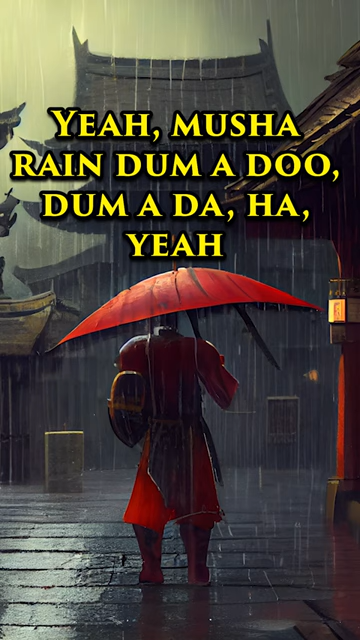 Yeah, musha
rain dum a doo,
dum a da, ha,
yeah